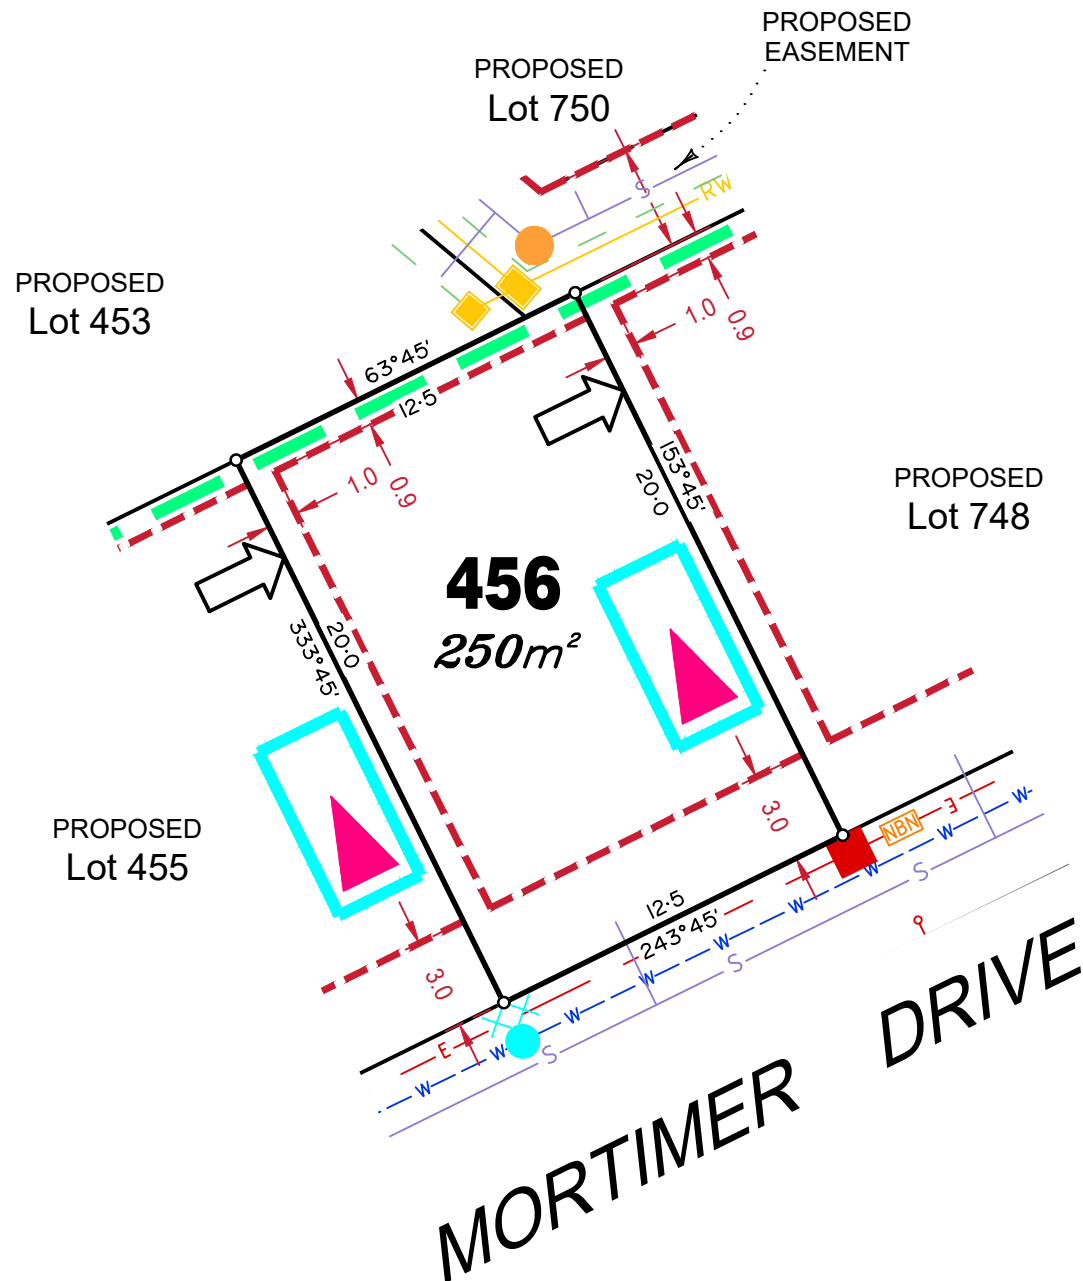 PROPOSED
EASEMENT
PROPOSED
Lot 750
S
RW
PROPOSED
Lot 453
63°45'
12·5
1.0
0.9
1.0
0.9
153°45'
20·0
PROPOSED
Lot 748
456
250m²
333°45'
20·0
PROPOSED
Lot 455
3.0
3.0
12·5
243°45'
NBN
E
W
W
W
W
W
W
W
W
W
S
S
S
E
MORTIMER DRIVE